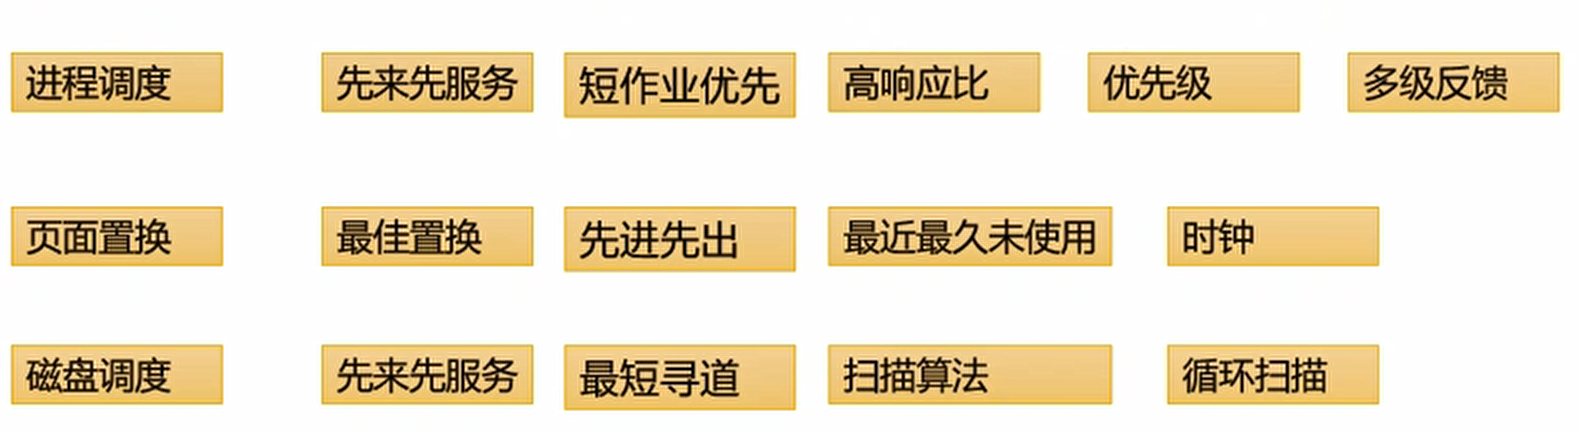 进程调度 先来先服务 短作业优先 高响应比 优先级 多级反馈
页面置换 最佳置换 先进先出 最近最久未使用 时钟
磁盘调度 先来先服务 最短寻道 扫描算法 循环扫描